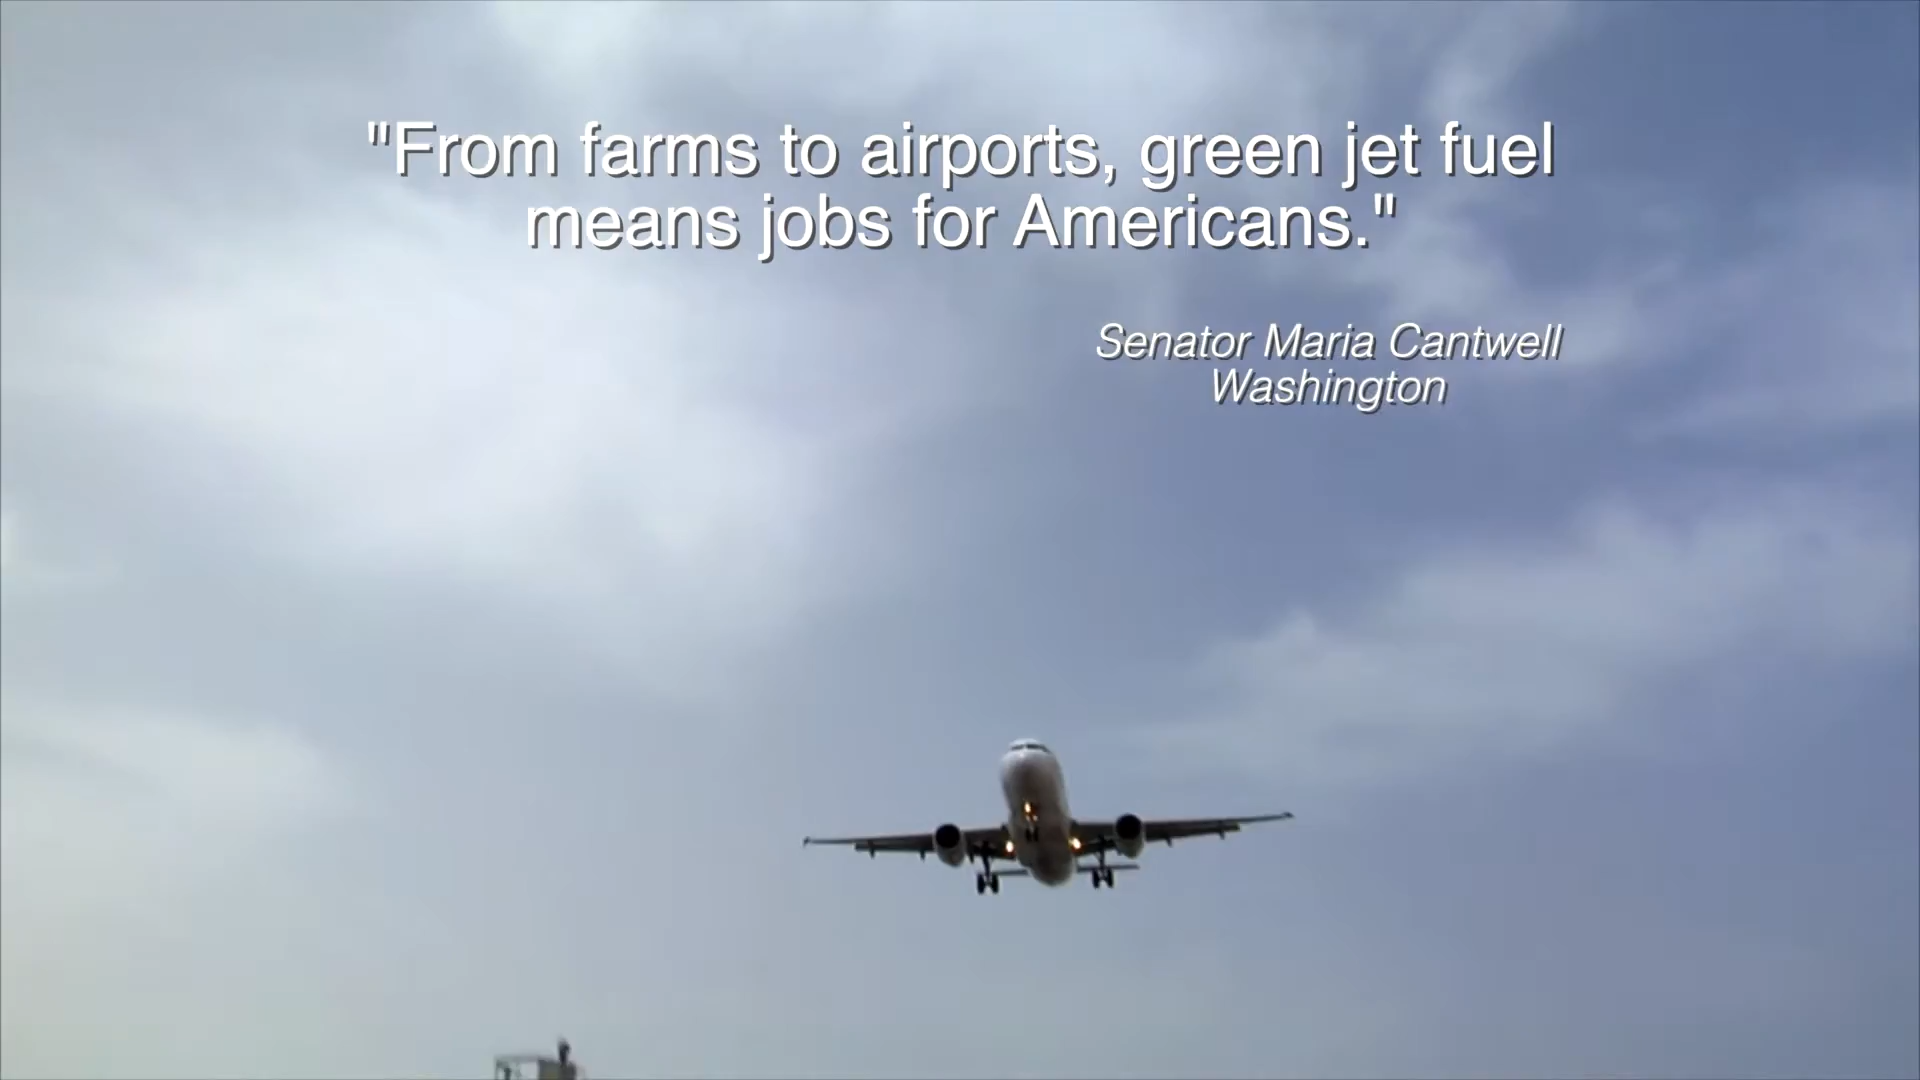 "From farms to airports, green jet fuel
means jobs for Americans."
Senator Maria Cantwell
Washington